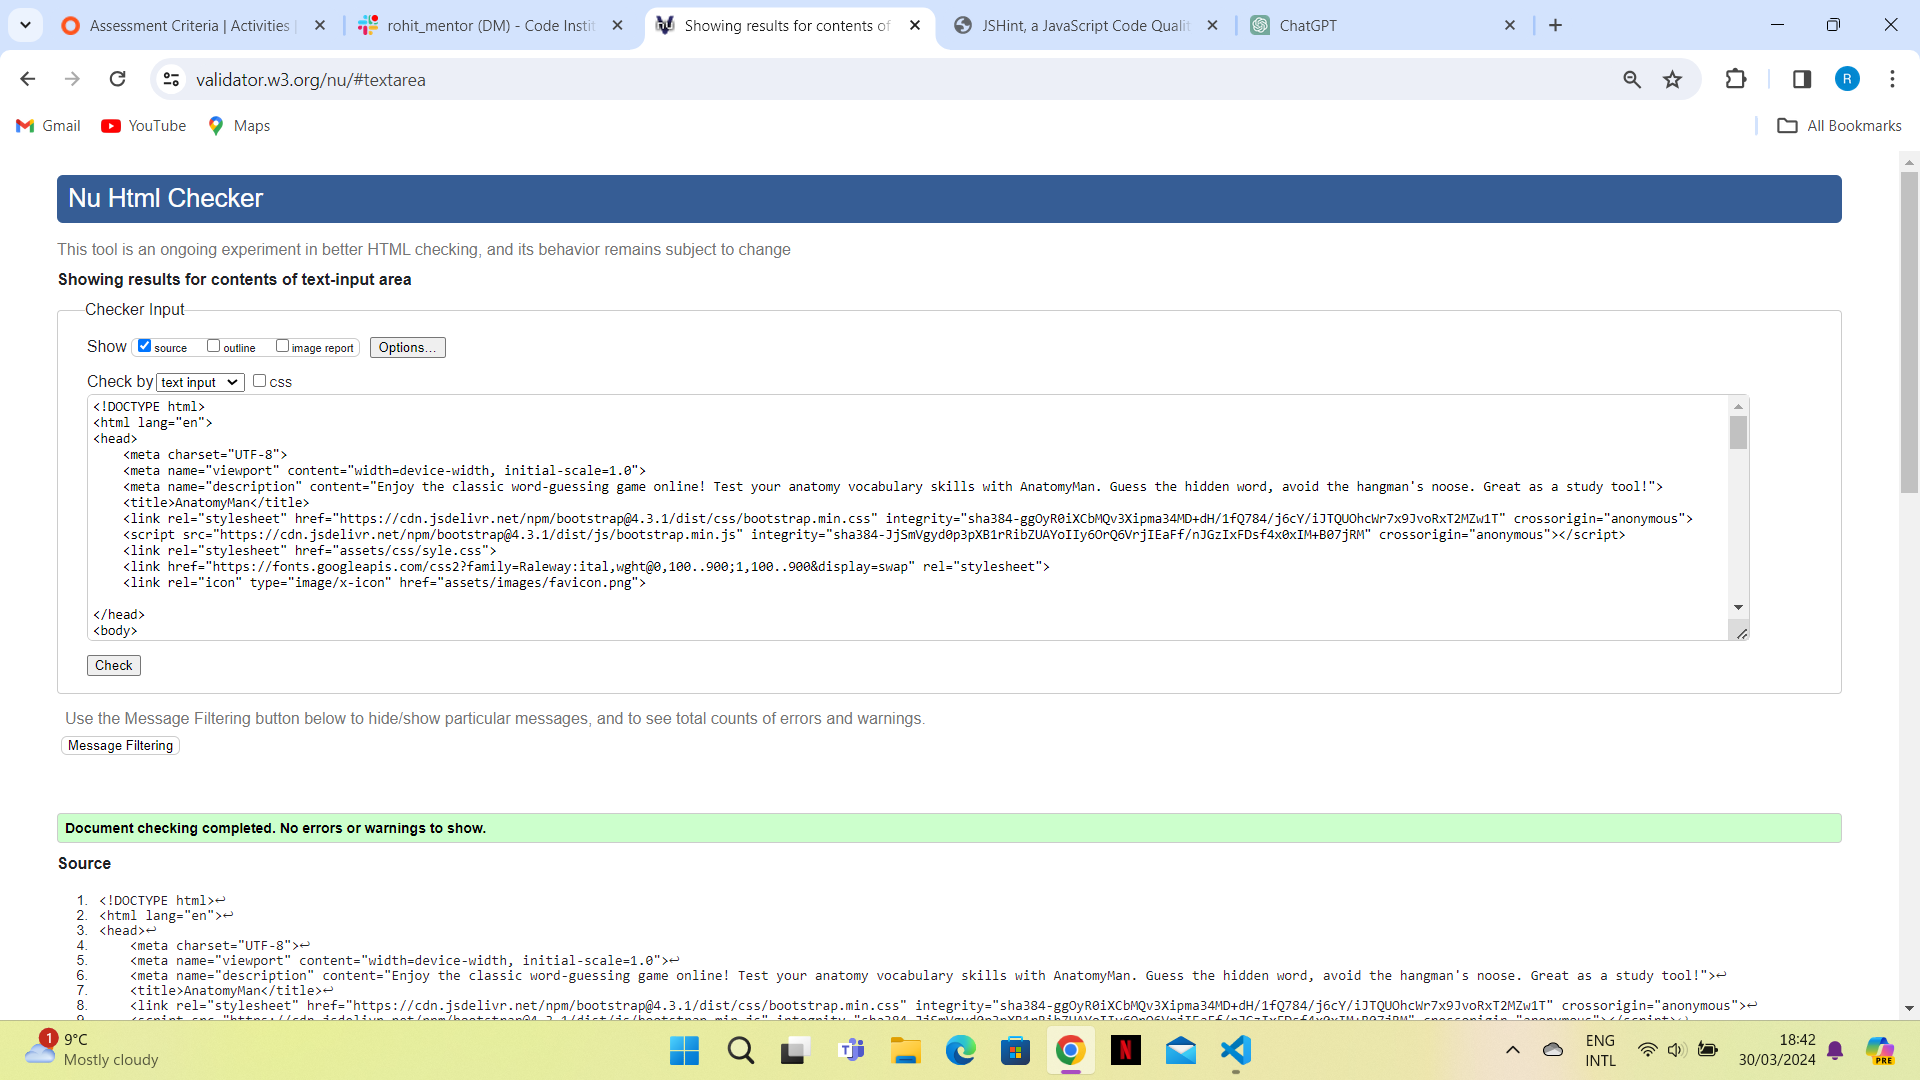 Assessment Criteria | Activities |
rohit_mentor (DM) - Code Instit
Showing results for contents of
JSHint, a JavaScript Code Qualit
ChatGPT
validator.w3.org/nu/#textarea
R
Gmail
YouTube
Maps
All Bookmarks
Nu Html Checker
This tool is an ongoing experiment in better HTML checking, and its behavior remains subject to change
Showing results for contents of text-input area
Checker Input
Show source outline image report Options...
Check by text input css
<!DOCTYPE html>
<html lang="en">
<head>
<meta charset="UTF-8">
<meta name="viewport" content="width=device-width, initial-scale=1.0">
<meta name="description" content="Enjoy the classic word-guessing game online! Test your anatomy vocabulary skills with AnatomyMan. Guess the hidden word, avoid the hangman's noose. Great as a study tool!">
<title>AnatomyMan</title>
<link rel="stylesheet" href="https://cdn.jsdelivr.net/npm/bootstrap@4.3.1/dist/css/bootstrap.min.css" integrity="sha384-ggOyR0iXCbMQv3Xipma34MD+dH/1fQ784/j6cY/iJTQUOhcWr7x9JvoRxT2MZw1T" crossorigin="anonymous">
<script src="https://cdn.jsdelivr.net/npm/bootstrap@4.3.1/dist/js/bootstrap.min.js" integrity="sha384-JjSmVgyd0p3pXB1rRibZUAYoIIy6OrQ6VrjIEaFf/nJGzIxFDsf4x0xIM+B07jRM" crossorigin="anonymous"></script>
<link rel="stylesheet" href="assets/css/syle.css">
<link href="https://fonts.googleapis.com/css2?family=Raleway:ital,wght@0,100..900;1,100..900&display=swap" rel="stylesheet">
<link rel="icon" type="image/x-icon" href="assets/images/favicon.png">
</head>
<body>
Check
Use the Message Filtering button below to hide/show particular messages, and to see total counts of errors and warnings.
Message Filtering
Document checking completed. No errors or warnings to show.
Source
1. <!DOCTYPE html>↩
2. <html lang="en">↩
3. <head>↩
4. <meta charset="UTF-8">↩
5. <meta name="viewport" content="width=device-width, initial-scale=1.0">↩
6. <meta name="description" content="Enjoy the classic word-guessing game online! Test your anatomy vocabulary skills with AnatomyMan. Guess the hidden word, avoid the hangman's noose. Great as a study tool!">↩
7. <title>AnatomyMan</title>↩
8. <link rel="stylesheet" href="https://cdn.jsdelivr.net/npm/bootstrap@4.3.1/dist/css/bootstrap.min.css" integrity="sha384-ggOyR0iXCbMQv3Xipma34MD+dH/1fQ784/j6cY/iJTQUOhcWr7x9JvoRxT2MZw1T" crossorigin="anonymous">↩
1
9°C
Mostly cloudy
ENG
INTL
18:42
30/03/2024
PRE